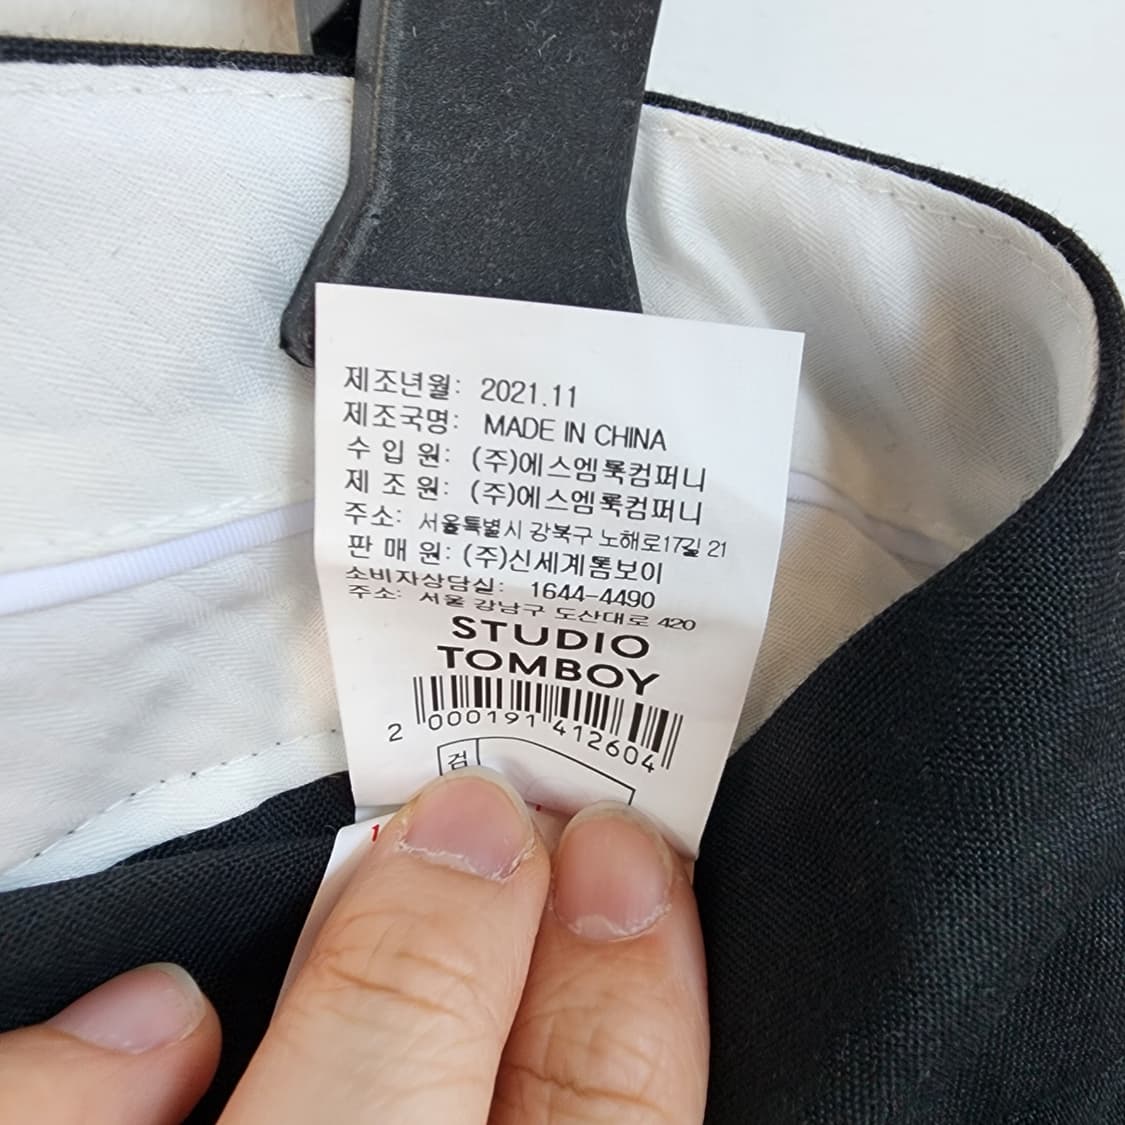 제조년월: 2021.11
제조국명: MADE IN CHINA
수 입 원: (주)에스엠록컴퍼니
제 조 원: (주)에스엠록컴퍼니
주소: 서울특별시 강북구 노해로17길 21
판 매 원: (주)신세계톰보이
소비자상담실: 1644-4490
주소: 서울 강남구 도산대로 420
STUDIO
TOMBOY
2 000191 412604
검
1